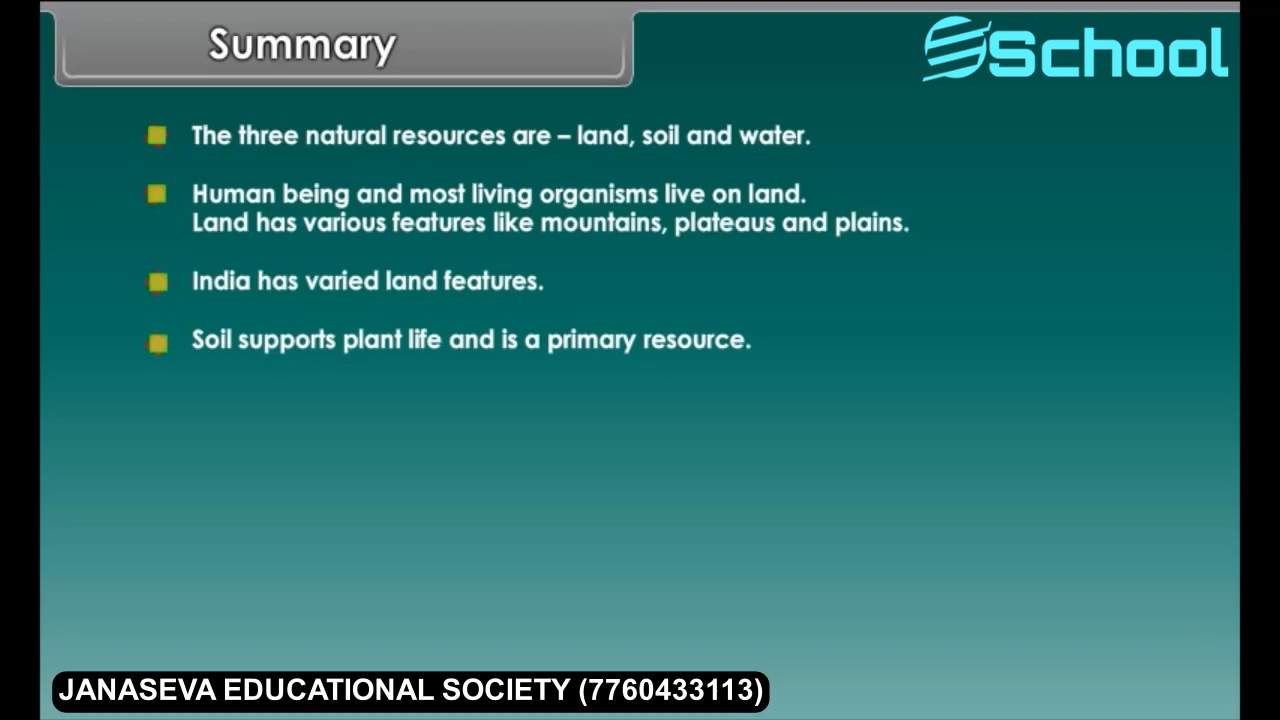 Summary
School
The three natural resources are – land, soil and water.
Human being and most living organisms live on land.
Land has various features like mountains, plateaus and plains.
India has varied land features.
Soil supports plant life and is a primary resource.
JANASEVA EDUCATIONAL SOCIETY (7760433113)